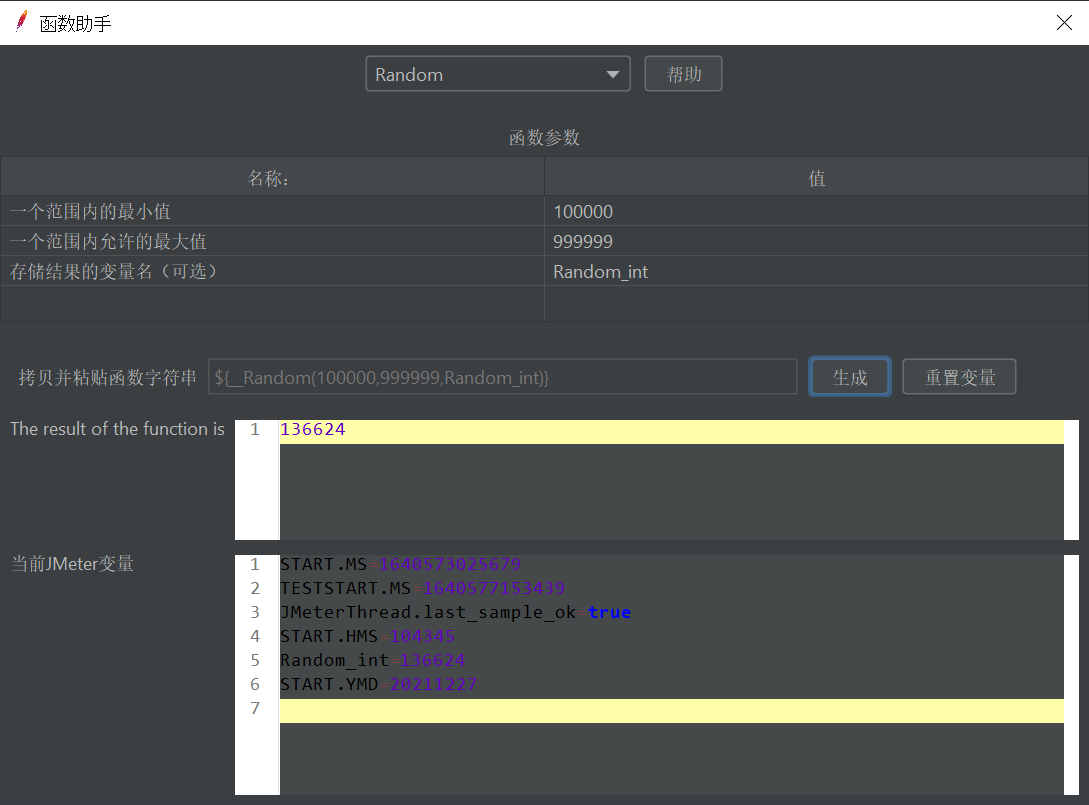 函数助手
Random 帮助
函数参数
名称: 值
一个范围内的最小值 100000
一个范围内允许的最大值 999999
存储结果的变量名（可选） Random_int
拷贝并粘贴函数字符串 ${__Random(100000,999999,Random_int)} 生成 重置变量
The result of the function is 1 136624
当前JMeter变量 1 START.MS=1640573025679
2 TESTSTART.MS=1640577153439
3 JMeterThread.last_sample_ok=true
4 START.HMS=104345
5 Random_int=136624
6 START.YMD=20211227
7